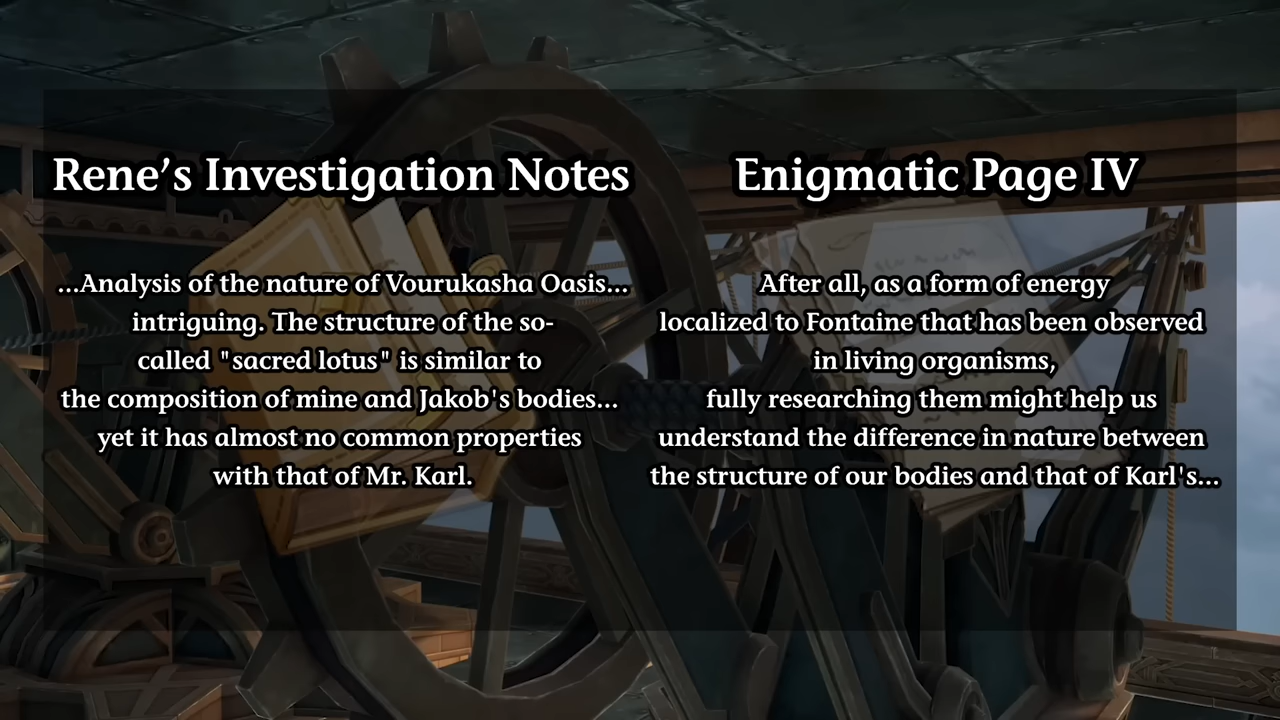 Rene’s Investigation Notes
...Analysis of the nature of Vourukasha Oasis...
intriguing. The structure of the so-
called "sacred lotus" is similar to
the composition of mine and Jakob's bodies...
yet it has almost no common properties
with that of Mr. Karl.
Enigmatic Page IV
After all, as a form of energy
localized to Fontaine that has been observed
in living organisms,
fully researching them might help us
understand the difference in nature between
the structure of our bodies and that of Karl's...